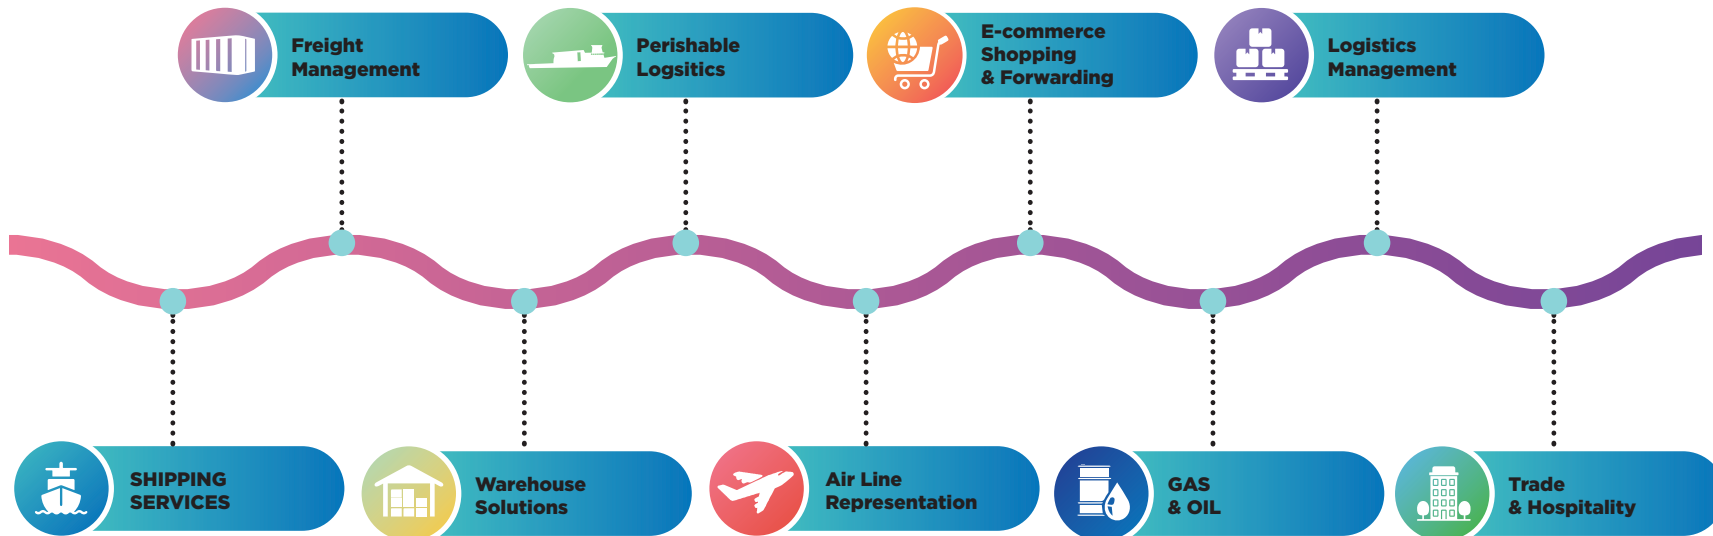 Freight
Management
Perishable
Logsitics
E-commerce
Shopping
& Forwarding
Logistics
Management
SHIPPING
SERVICES
Warehouse
Solutions
Air Line
Representation
GAS
& OIL
Trade
& Hospitality